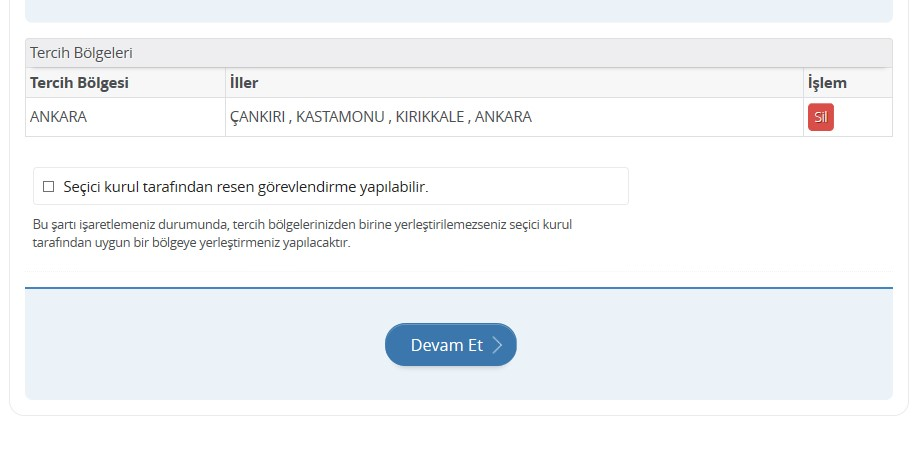 Tercih Bölgeleri
Tercih Bölgesi İller İşlem
ANKARA ÇANKIRI , KASTAMONU , KIRIKKALE , ANKARA Sil
Seçici kurul tarafından resen görevlendirme yapılabilir.
Bu şartı işaretlemeniz durumunda, tercih bölgelerinizden birine yerleştirilemezseniz seçici kurul
tarafından uygun bir bölgeye yerleştirmeniz yapılacaktır.
Devam Et